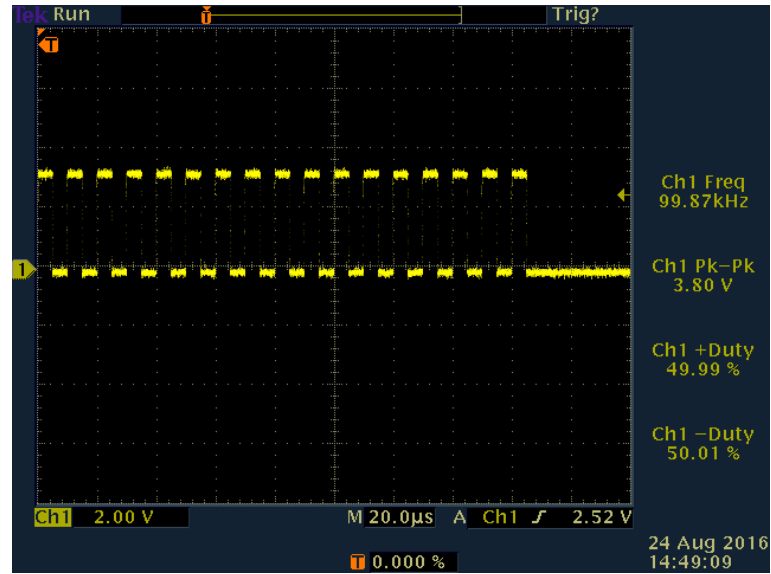 Tek Run Trig?
T
T
Ch1 Freq
99.87kHz
1
Ch1 Pk-Pk
3.80 V
Ch1 +Duty
49.99 %
Ch1 -Duty
50.01 %
Ch1 2.00 V M 20.0µs A Ch1 2.52 V
24 Aug 2016
14:49:09
T 0.000 %